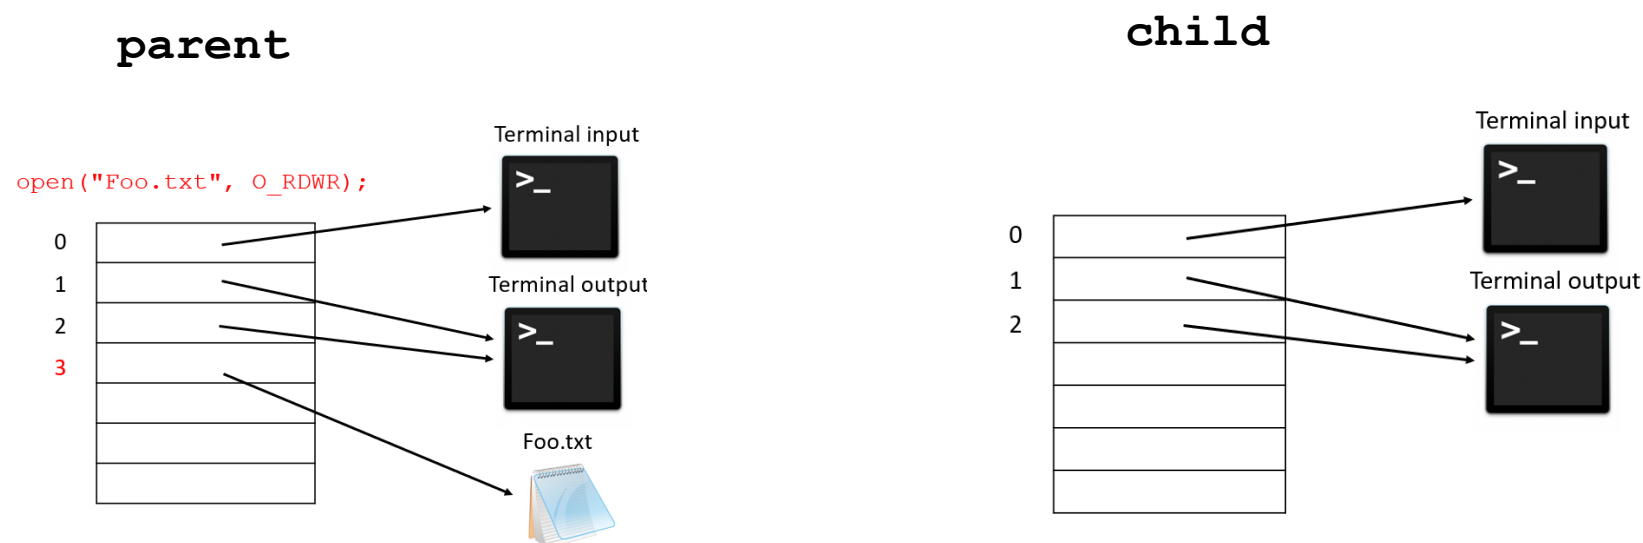 parent
Terminal input
>_
open("Foo.txt", O_RDWR);
0
1
2
3
Terminal output
>_
Foo.txt
child
Terminal input
>_
0
1
2
Terminal output
>_